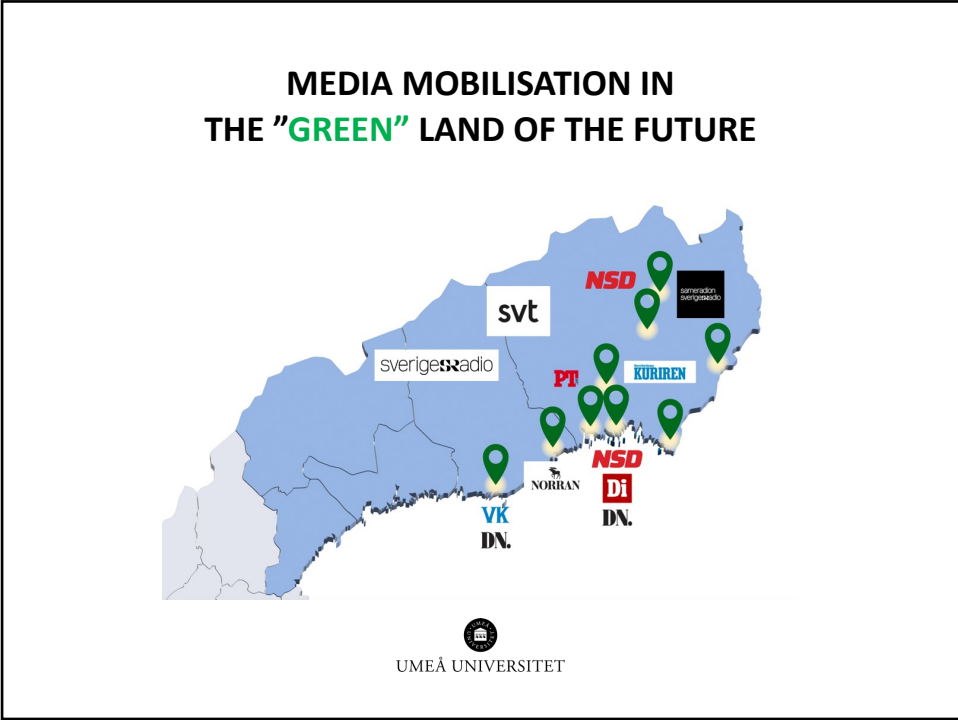 MEDIA MOBILISATION IN
THE ”GREEN” LAND OF THE FUTURE
NSD
sameradion
sverigesradio
svt
sverigesradio
PT
KURIREN
NSD
NORRAN
Di
VK
DN.
DN.
UMEÅ UNIVERSITET